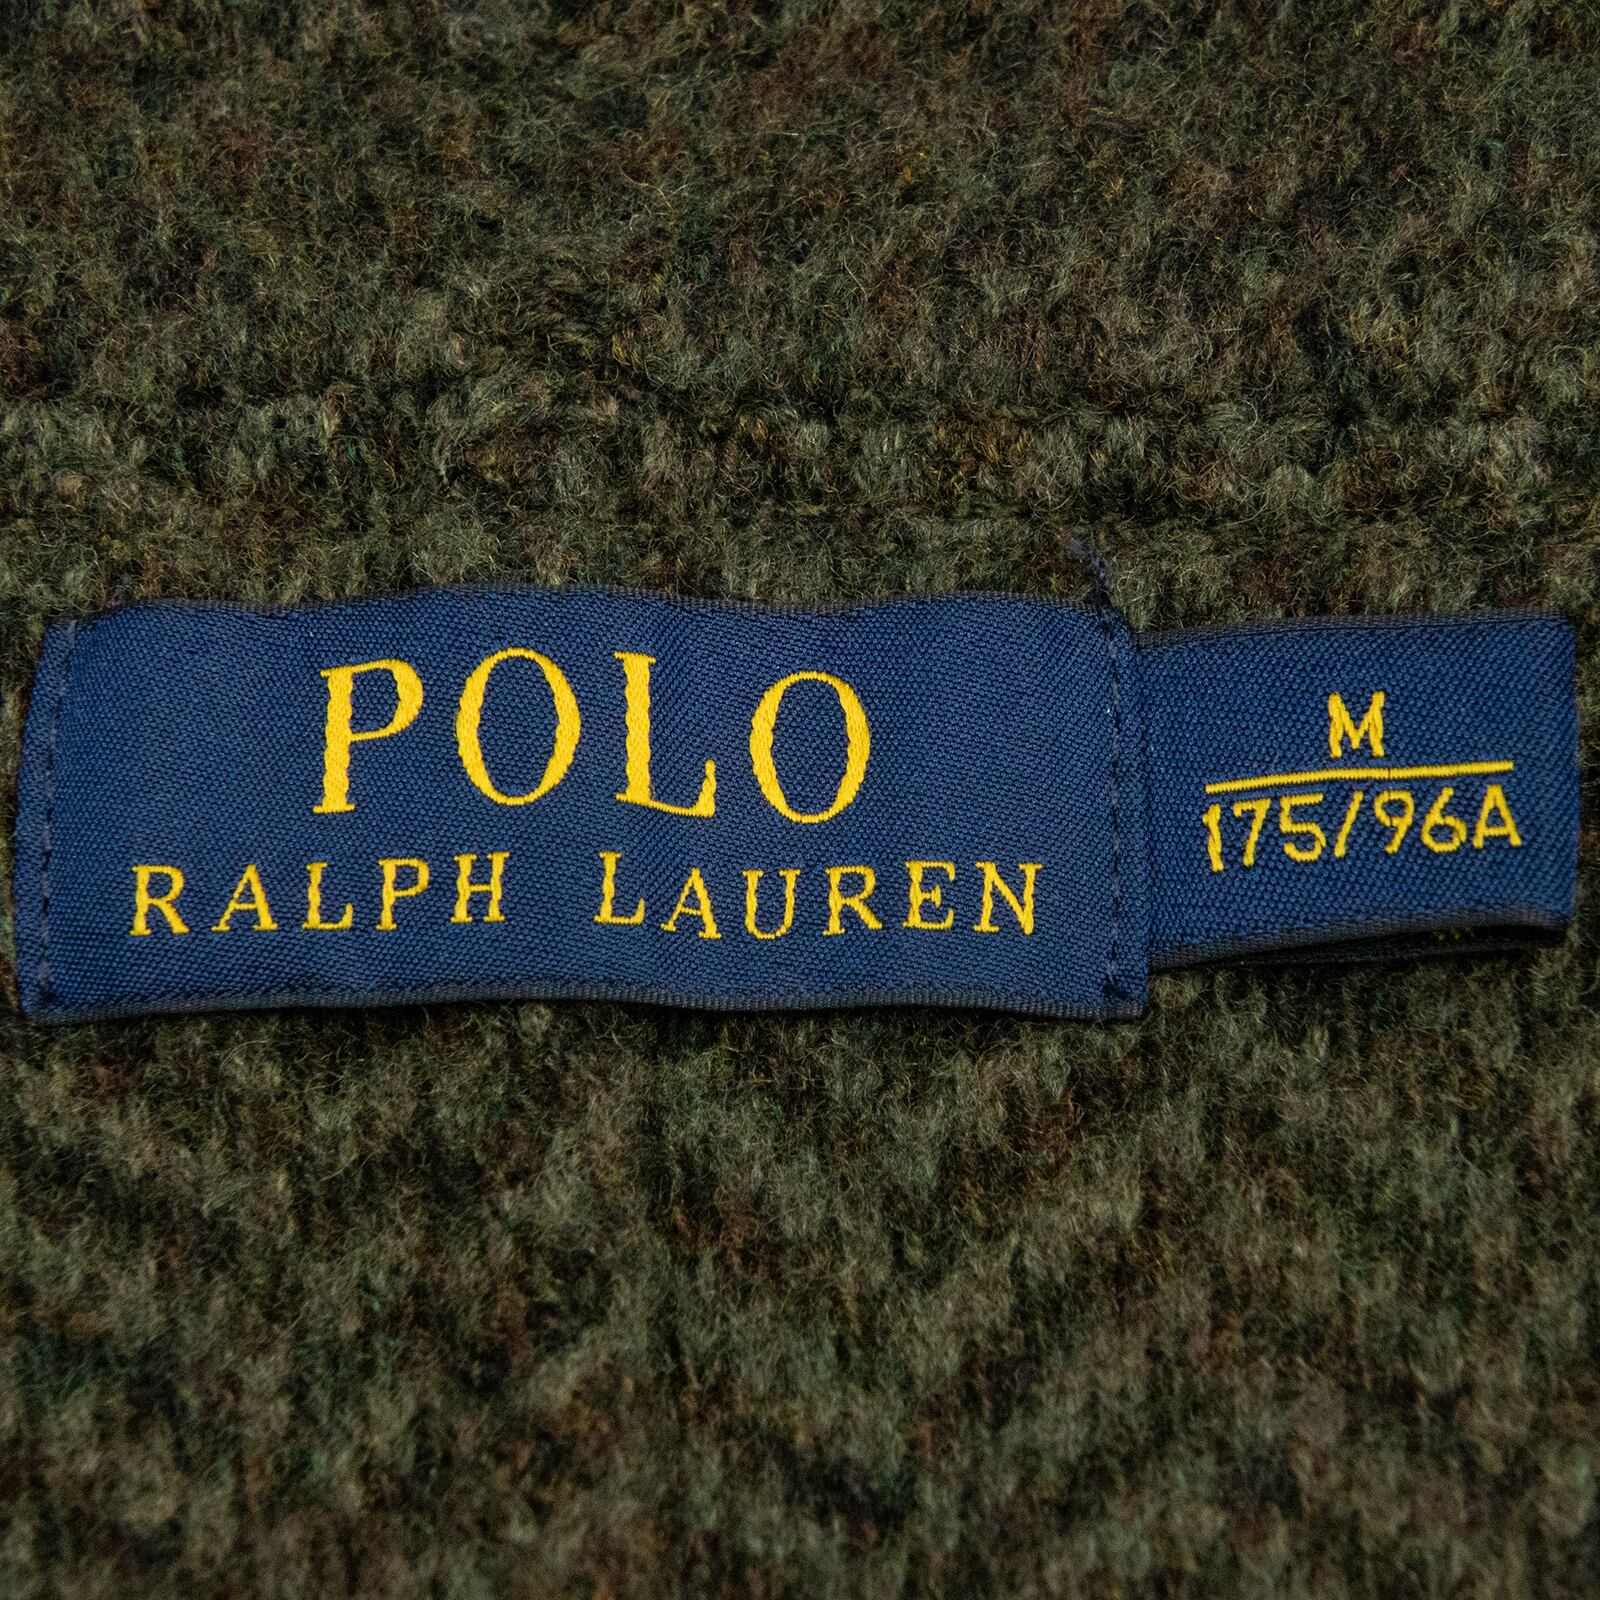 POLO
RALPH LAUREN
M
175/96A